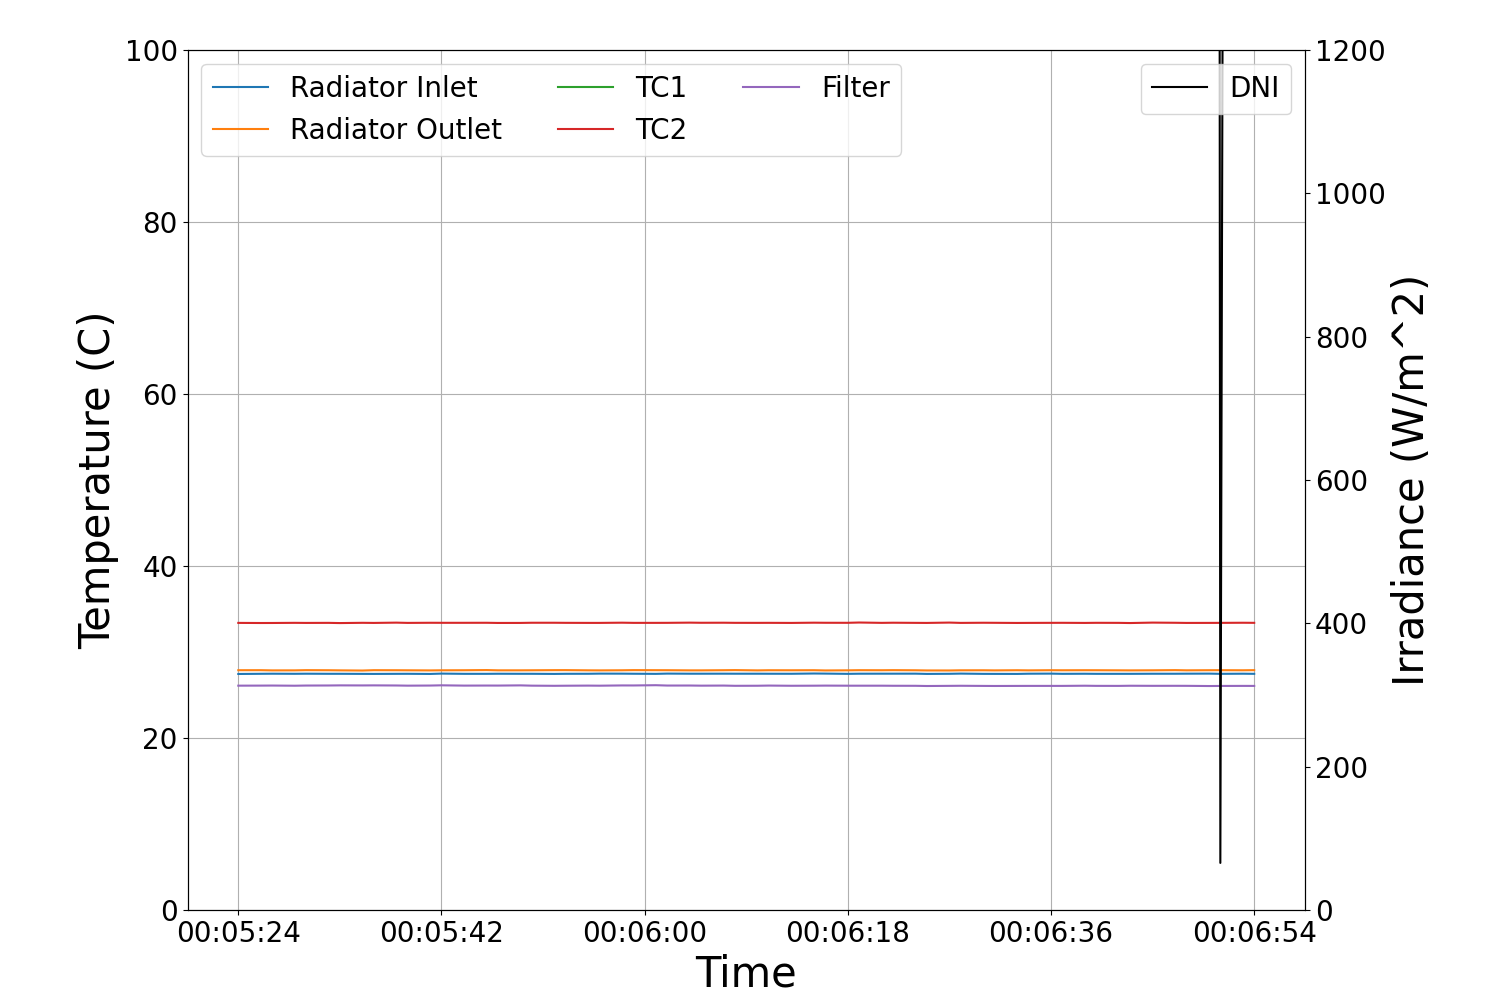 Radiator Inlet
Radiator Outlet
TC1
TC2
Filter
DNI
Temperature (C)
100
80
60
40
20
0
1200
1000
800
600
400
200
0
Irradiance (W/m^2)
00:05:24 00:05:42 00:06:00 00:06:18 00:06:36 00:06:54
Time